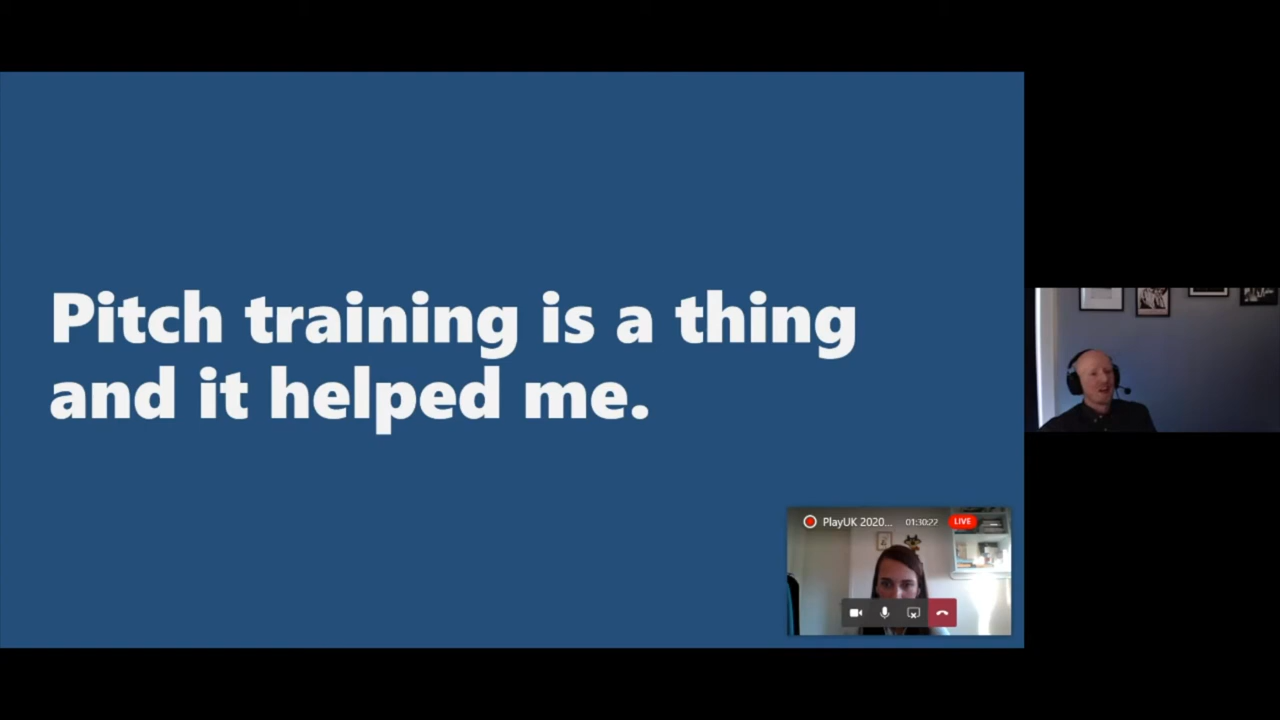 Pitch training is a thing
and it helped me.
PlayUK 2020... 01:30:22 LIVE